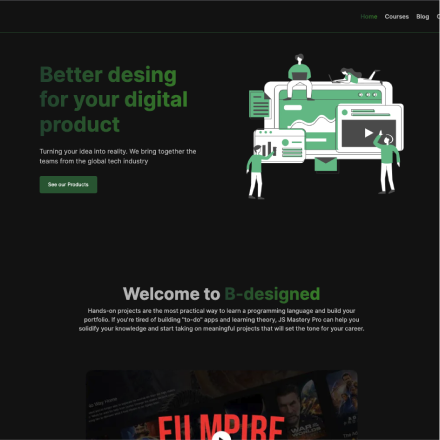 Home Courses Blog
Better desing
for your digital
product
Turning your idea into reality. We bring together the
teams from the global tech industry
See our Products
Welcome to B-designed
Hands-on projects are the most practical way to learn a programming language and build your
portfolio. If you're tired of building "to-do" apps and learning theory, JS Mastery Pro can help you
solidify your knowledge and start taking on meaningful projects that will set the tone for your career.
FILMPIRE